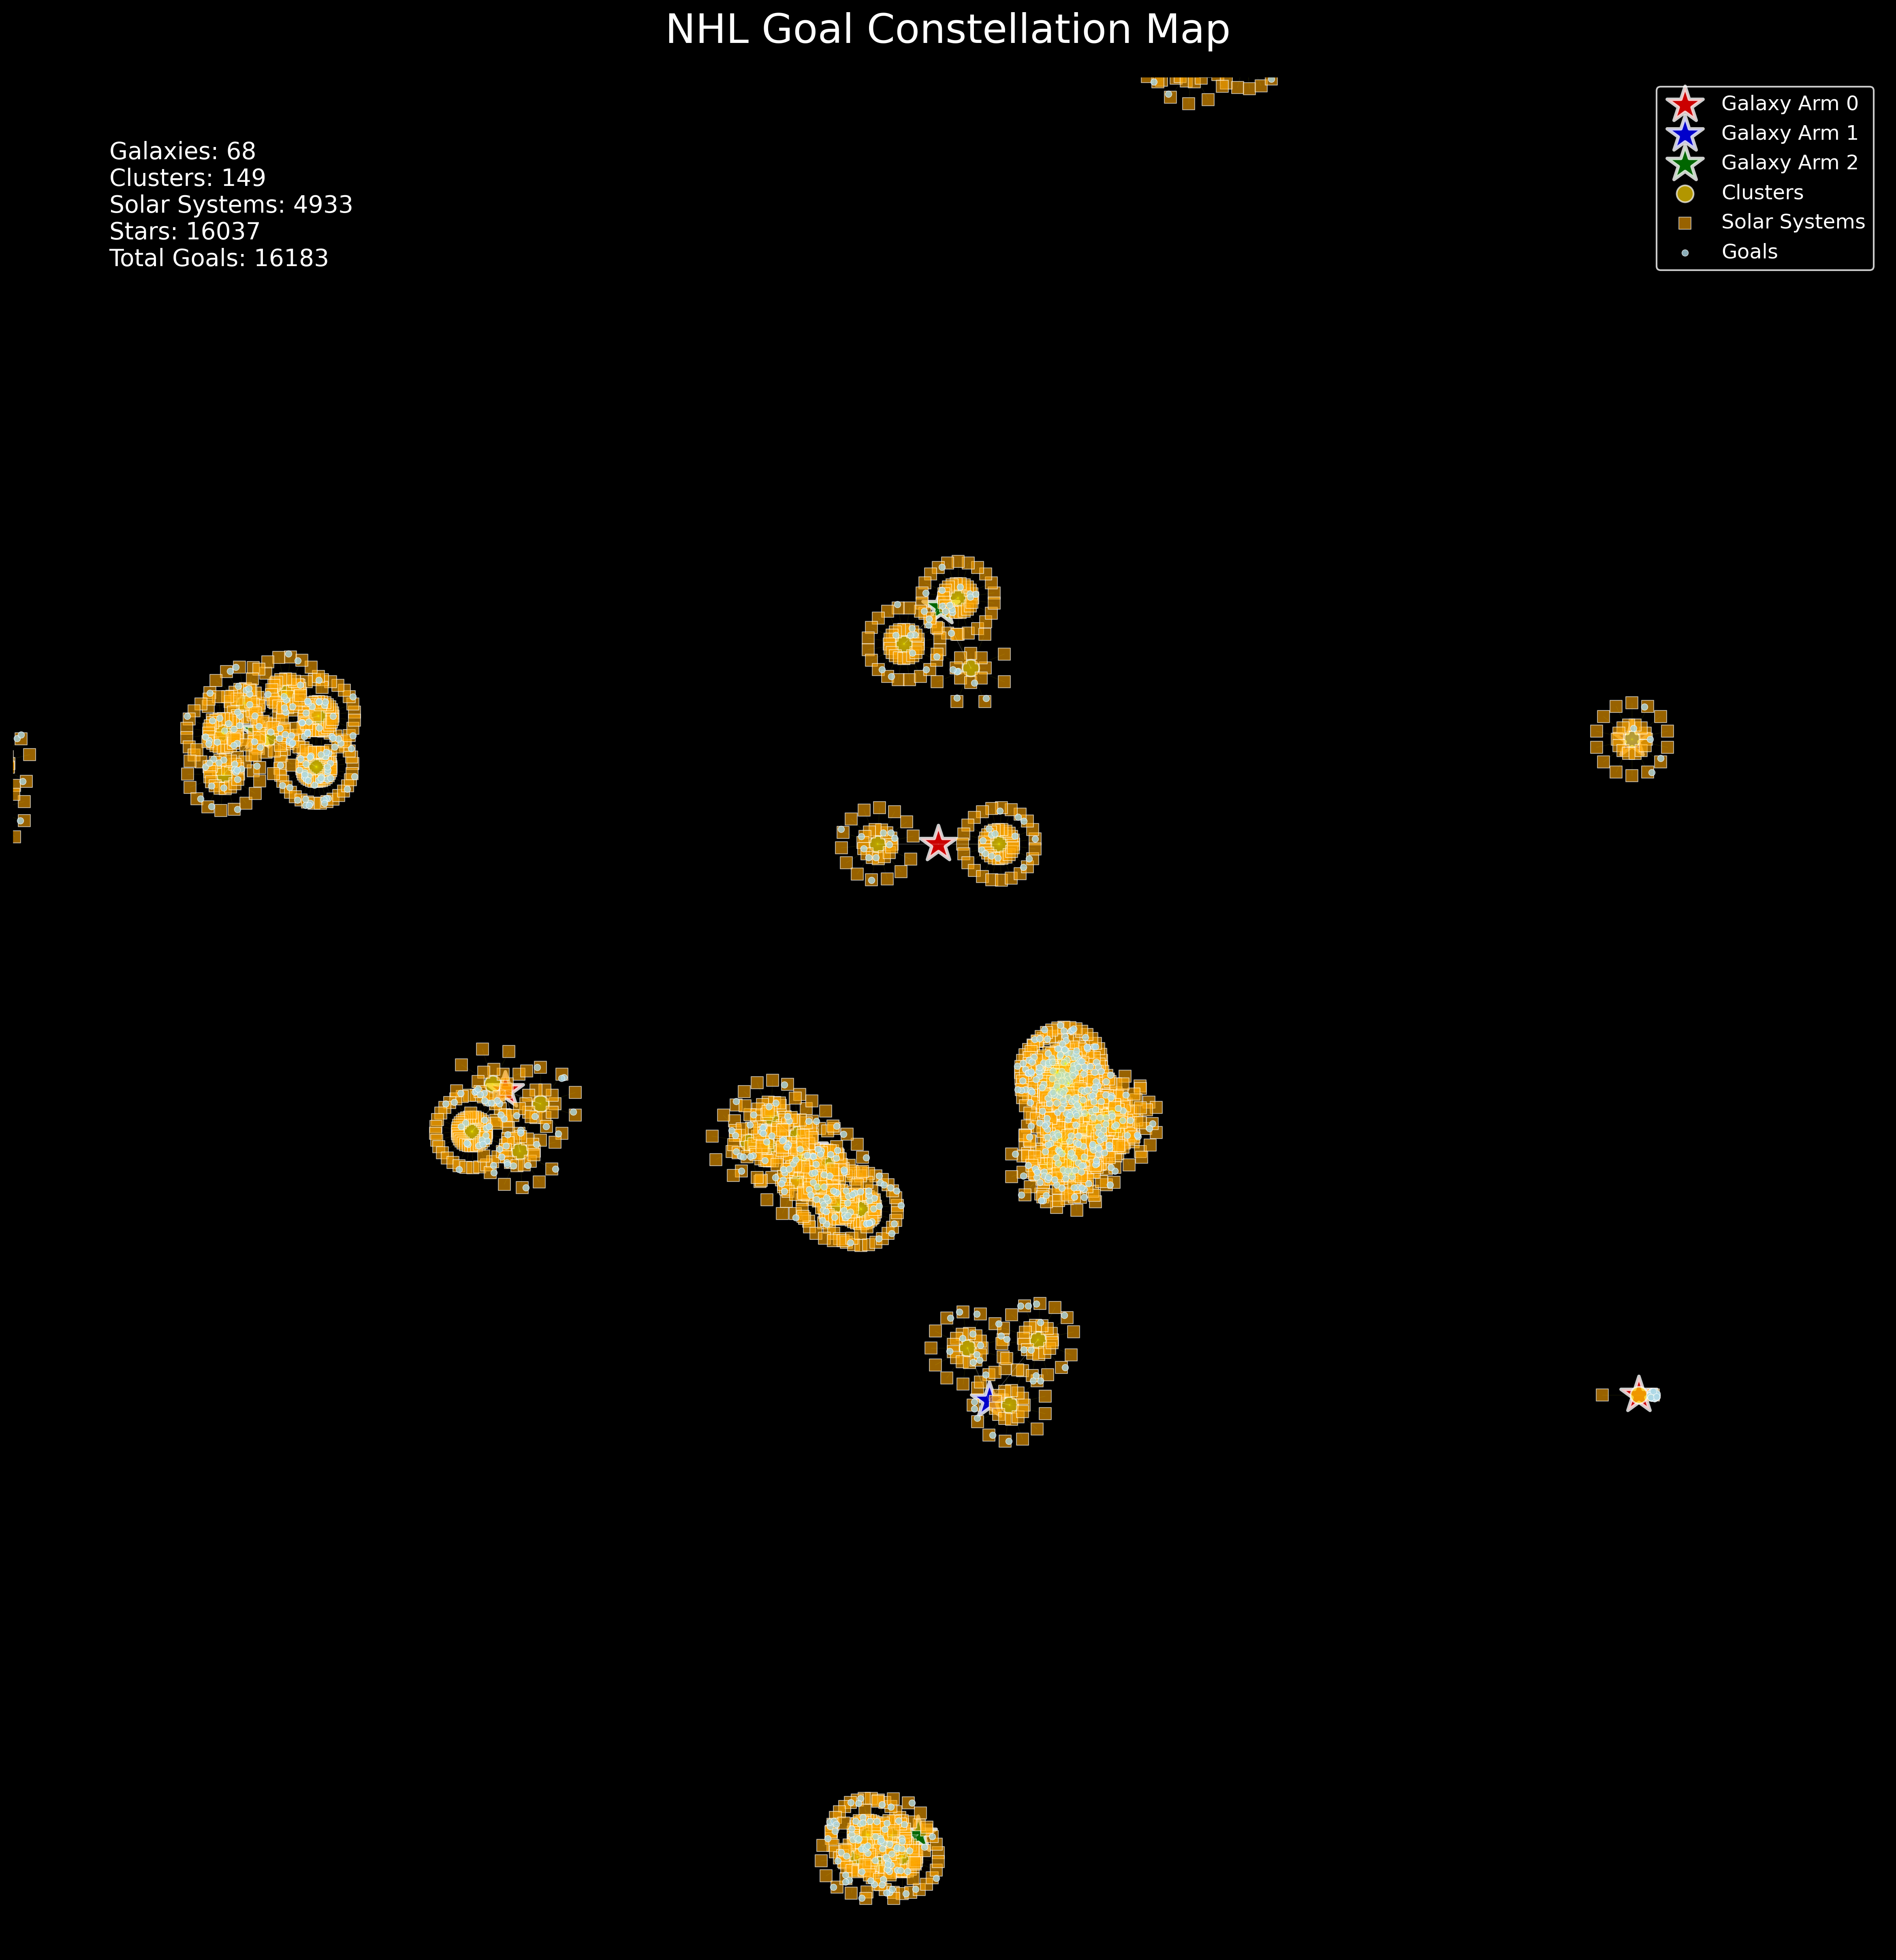 NHL Goal Constellation Map
Galaxies: 68
Clusters: 149
Solar Systems: 4933
Stars: 16037
Total Goals: 16183
Galaxy Arm 0
Galaxy Arm 1
Galaxy Arm 2
Clusters
Solar Systems
Goals